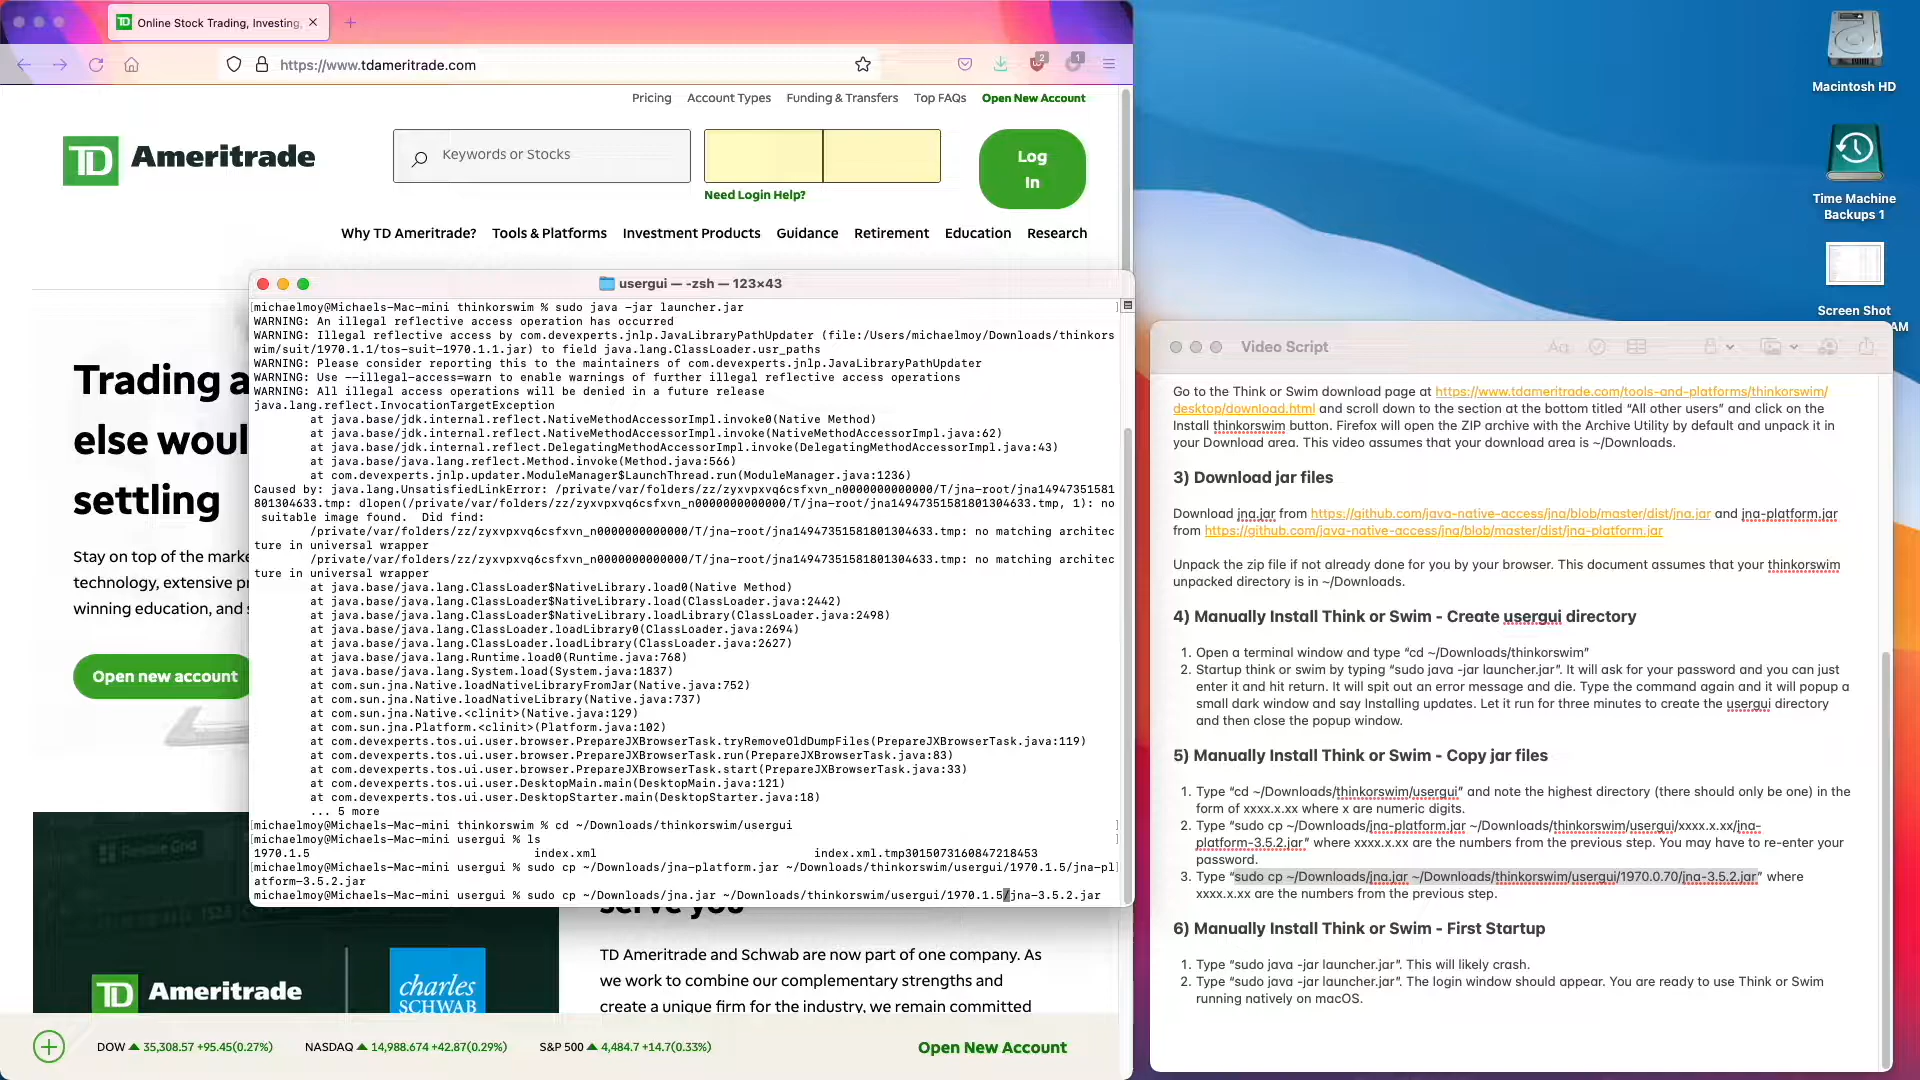 Online Stock Trading, Investing,
https://www.tdameritrade.com
2
1
Pricing Account Types Funding & Transfers Top FAQs Open New Account
TD Ameritrade
Keywords or Stocks
Log
In
Need Login Help?
Why TD Ameritrade? Tools & Platforms Investment Products Guidance Retirement Education Research
Trading a
else woul
settling
Stay on top of the marke
technology, extensive pr
winning education, and s
Open new account
usergui — -zsh — 123×43
michaelmoy@Michaels-Mac-mini thinkorswim % sudo java -jar launcher.jar
WARNING: An illegal reflective access operation has occurred
WARNING: Illegal reflective access by com.devexperts.jnlp.JavaLibraryPathUpdater (file:/Users/michaelmoy/Downloads/thinkors
wim/suit/1970.1.1/tos-suit-1970.1.1.jar) to field java.lang.ClassLoader.usr_paths
WARNING: Please consider reporting this to the maintainers of com.devexperts.jnlp.JavaLibraryPathUpdater
WARNING: Use --illegal-access=warn to enable warnings of further illegal reflective access operations
WARNING: All illegal access operations will be denied in a future release
java.lang.reflect.InvocationTargetException
at java.base/jdk.internal.reflect.NativeMethodAccessorImpl.invoke0(Native Method)
at java.base/jdk.internal.reflect.NativeMethodAccessorImpl.invoke(NativeMethodAccessorImpl.java:62)
at java.base/jdk.internal.reflect.DelegatingMethodAccessorImpl.invoke(DelegatingMethodAccessorImpl.java:43)
at java.base/java.lang.reflect.Method.invoke(Method.java:566)
at com.devexperts.jnlp.updater.ModuleManager$LaunchThread.run(ModuleManager.java:1236)
Caused by: java.lang.UnsatisfiedLinkError: /private/var/folders/zz/zyxvpxvq6csfxvn_n0000000000000/T/jna-root/jna14947351581
801304633.tmp: dlopen(/private/var/folders/zz/zyxvpxvq6csfxvn_n0000000000000/T/jna-root/jna14947351581801304633.tmp, 1): no
suitable image found.  Did find:
/private/var/folders/zz/zyxvpxvq6csfxvn_n0000000000000/T/jna-root/jna14947351581801304633.tmp: no matching architec
ture in universal wrapper
/private/var/folders/zz/zyxvpxvq6csfxvn_n0000000000000/T/jna-root/jna14947351581801304633.tmp: no matching architec
ture in universal wrapper
at java.base/java.lang.ClassLoader$NativeLibrary.load0(Native Method)
at java.base/java.lang.ClassLoader$NativeLibrary.load(ClassLoader.java:2442)
at java.base/java.lang.ClassLoader$NativeLibrary.loadLibrary(ClassLoader.java:2498)
at java.base/java.lang.ClassLoader.loadLibrary0(ClassLoader.java:2694)
at java.base/java.lang.ClassLoader.loadLibrary(ClassLoader.java:2627)
at java.base/java.lang.Runtime.load0(Runtime.java:768)
at java.base/java.lang.System.load(System.java:1837)
at com.sun.jna.Native.loadNativeLibraryFromJar(Native.java:752)
at com.sun.jna.Native.loadNativeLibrary(Native.java:737)
at com.sun.jna.Native.<clinit>(Native.java:129)
at com.sun.jna.Platform.<clinit>(Platform.java:102)
at com.devexperts.tos.ui.user.browser.PrepareJXBrowserTask.tryRemoveOldDumpFiles(PrepareJXBrowserTask.java:119)
at com.devexperts.tos.ui.user.browser.PrepareJXBrowserTask.run(PrepareJXBrowserTask.java:83)
at com.devexperts.tos.ui.user.browser.PrepareJXBrowserTask.start(PrepareJXBrowserTask.java:33)
at com.devexperts.tos.ui.user.DesktopMain.main(DesktopMain.java:121)
at com.devexperts.tos.ui.user.DesktopStarter.main(DesktopStarter.java:18)
... 5 more
michaelmoy@Michaels-Mac-mini thinkorswim % cd ~/Downloads/thinkorswim/usergui
michaelmoy@Michaels-Mac-mini usergui % ls
1970.1.5 index.xml index.xml.tmp3015073160847218453
michaelmoy@Michaels-Mac-mini usergui % sudo cp ~/Downloads/jna-platform.jar ~/Downloads/thinkorswim/usergui/1970.1.5/jna-pl
atform-3.5.2.jar
michaelmoy@Michaels-Mac-mini usergui % sudo cp ~/Downloads/jna.jar ~/Downloads/thinkorswim/usergui/1970.1.5/jna-3.5.2.jar
serve you
TD Ameritrade and Schwab are now part of one company. As
we work to combine our complementary strengths and
create a unique firm for the industry, we remain committed
TD Ameritrade
charles
SCHWAB
DOW 35,308.57 +95.45(0.27%) NASDAQ 14,988.674 +42.87(0.29%) S&P 500 4,484.7 +14.7(0.33%)
Open New Account
Macintosh HD
Time Machine
Backups 1
Screen Shot
AM
Video Script
Aa
Go to the Think or Swim download page at https://www.tdameritrade.com/tools-and-platforms/thinkorswim/
desktop/download.html and scroll down to the section at the bottom titled “All other users” and click on the
Install thinkorswim button. Firefox will open the ZIP archive with the Archive Utility by default and unpack it in
your Download area. This video assumes that your download area is ~/Downloads.
3) Download jar files
Download jna.jar from https://github.com/java-native-access/jna/blob/master/dist/jna.jar and jna-platform.jar
from https://github.com/java-native-access/jna/blob/master/dist/jna-platform.jar
Unpack the zip file if not already done for you by your browser. This document assumes that your thinkorswim
unpacked directory is in ~/Downloads.
4) Manually Install Think or Swim - Create usergui directory
1. Open a terminal window and type “cd ~/Downloads/thinkorswim”
2. Startup think or swim by typing “sudo java -jar launcher.jar”. It will ask for your password and you can just
enter it and hit return. It will spit out an error message and die. Type the command again and it will popup a
small dark window and say Installing updates. Let it run for three minutes to create the usergui directory
and then close the popup window.
5) Manually Install Think or Swim - Copy jar files
1. Type “cd ~/Downloads/thinkorswim/usergui” and note the highest directory (there should only be one) in the
form of xxxx.x.xx where x are numeric digits.
2. Type “sudo cp ~/Downloads/jna-platform.jar ~/Downloads/thinkorswim/usergui/xxxx.x.xx/jna-
platform-3.5.2.jar” where xxxx.x.xx are the numbers from the previous step. You may have to re-enter your
password.
3. Type “sudo cp ~/Downloads/jna.jar ~/Downloads/thinkorswim/usergui/1970.0.70/jna-3.5.2.jar” where
xxxx.x.xx are the numbers from the previous step.
6) Manually Install Think or Swim - First Startup
1. Type “sudo java -jar launcher.jar”. This will likely crash.
2. Type “sudo java -jar launcher.jar”. The login window should appear. You are ready to use Think or Swim
running natively on macOS.